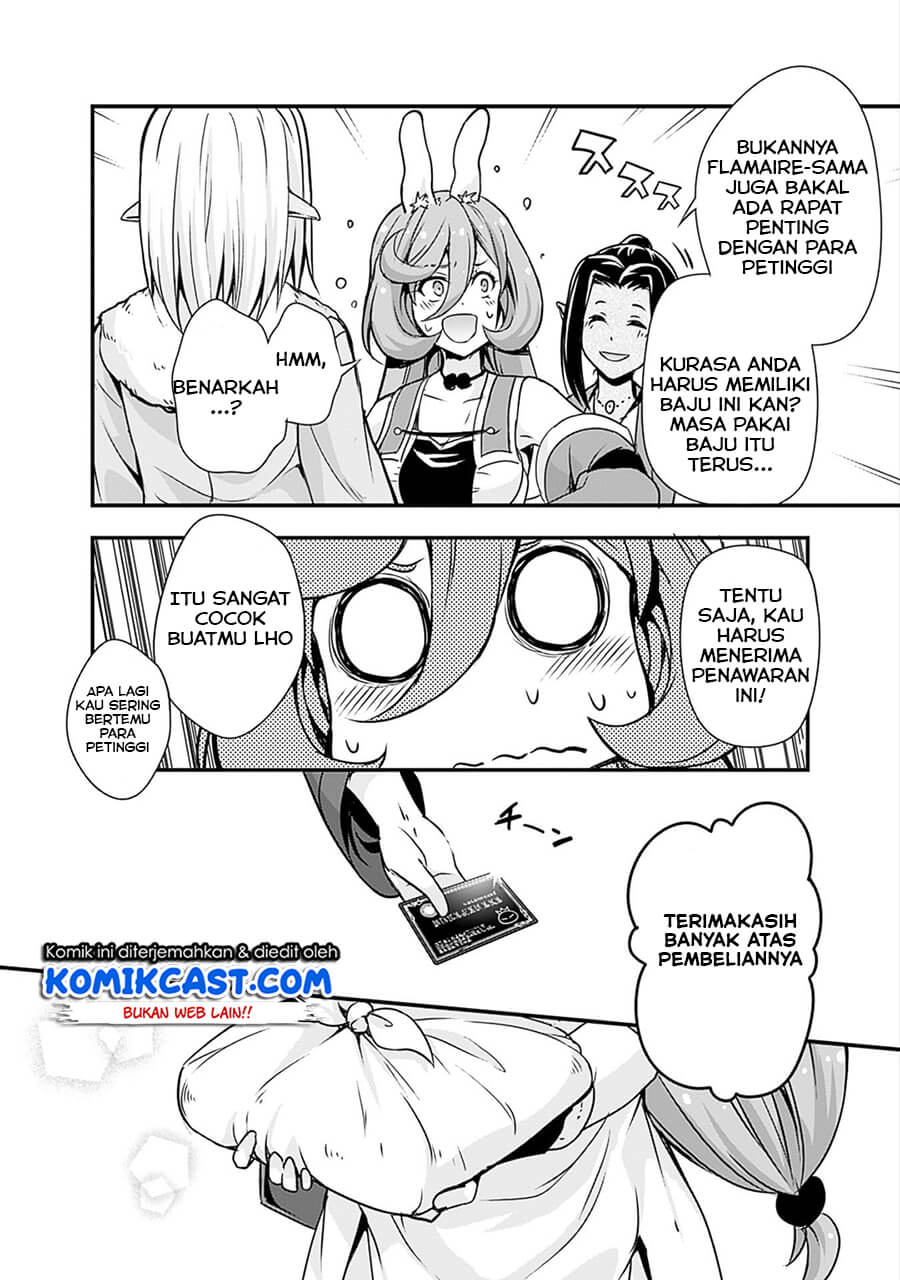 BUKANNYA
FLAMAIRE-SAMA
JUGA BAKAL
ADA RAPAT
PENTING
DENGAN PARA
PETINGGI
KURASA ANDA
HARUS MEMILIKI
BAJU INI KAN?
MASA PAKAI
BAJU ITU
TERUS...
ススス
HMM,
BENARKAH
...?
TENTU
SAJA, KAU
HARUS
MENERIMA
PENAWARAN
INI!
ITU SANGAT
COCOK
BUATMU LHO
APA LAGI
KAU SERING
BERTEMU
PARA
PETINGGI
チーン
TERIMAKASIH
BANYAK ATAS
PEMBELIANNYA
Komik ini diterjemahkan & diedit oleh
KOMIKCAST.COM
BUKAN WEB LAIN!!